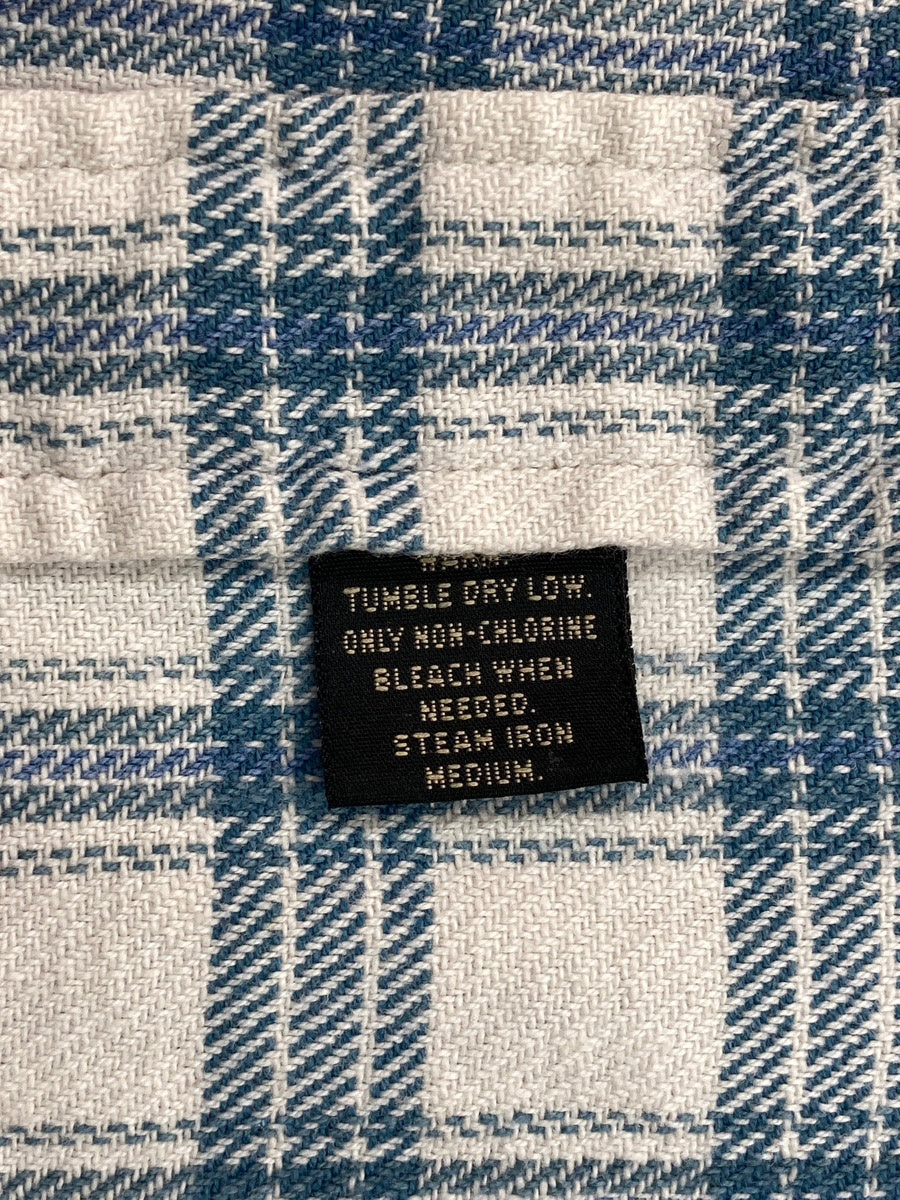 TUMBLE DRY LOW.
ONLY NON-CHLORINE
BLEACH WHEN
NEEDED.
STEAM IRON
MEDIUM.